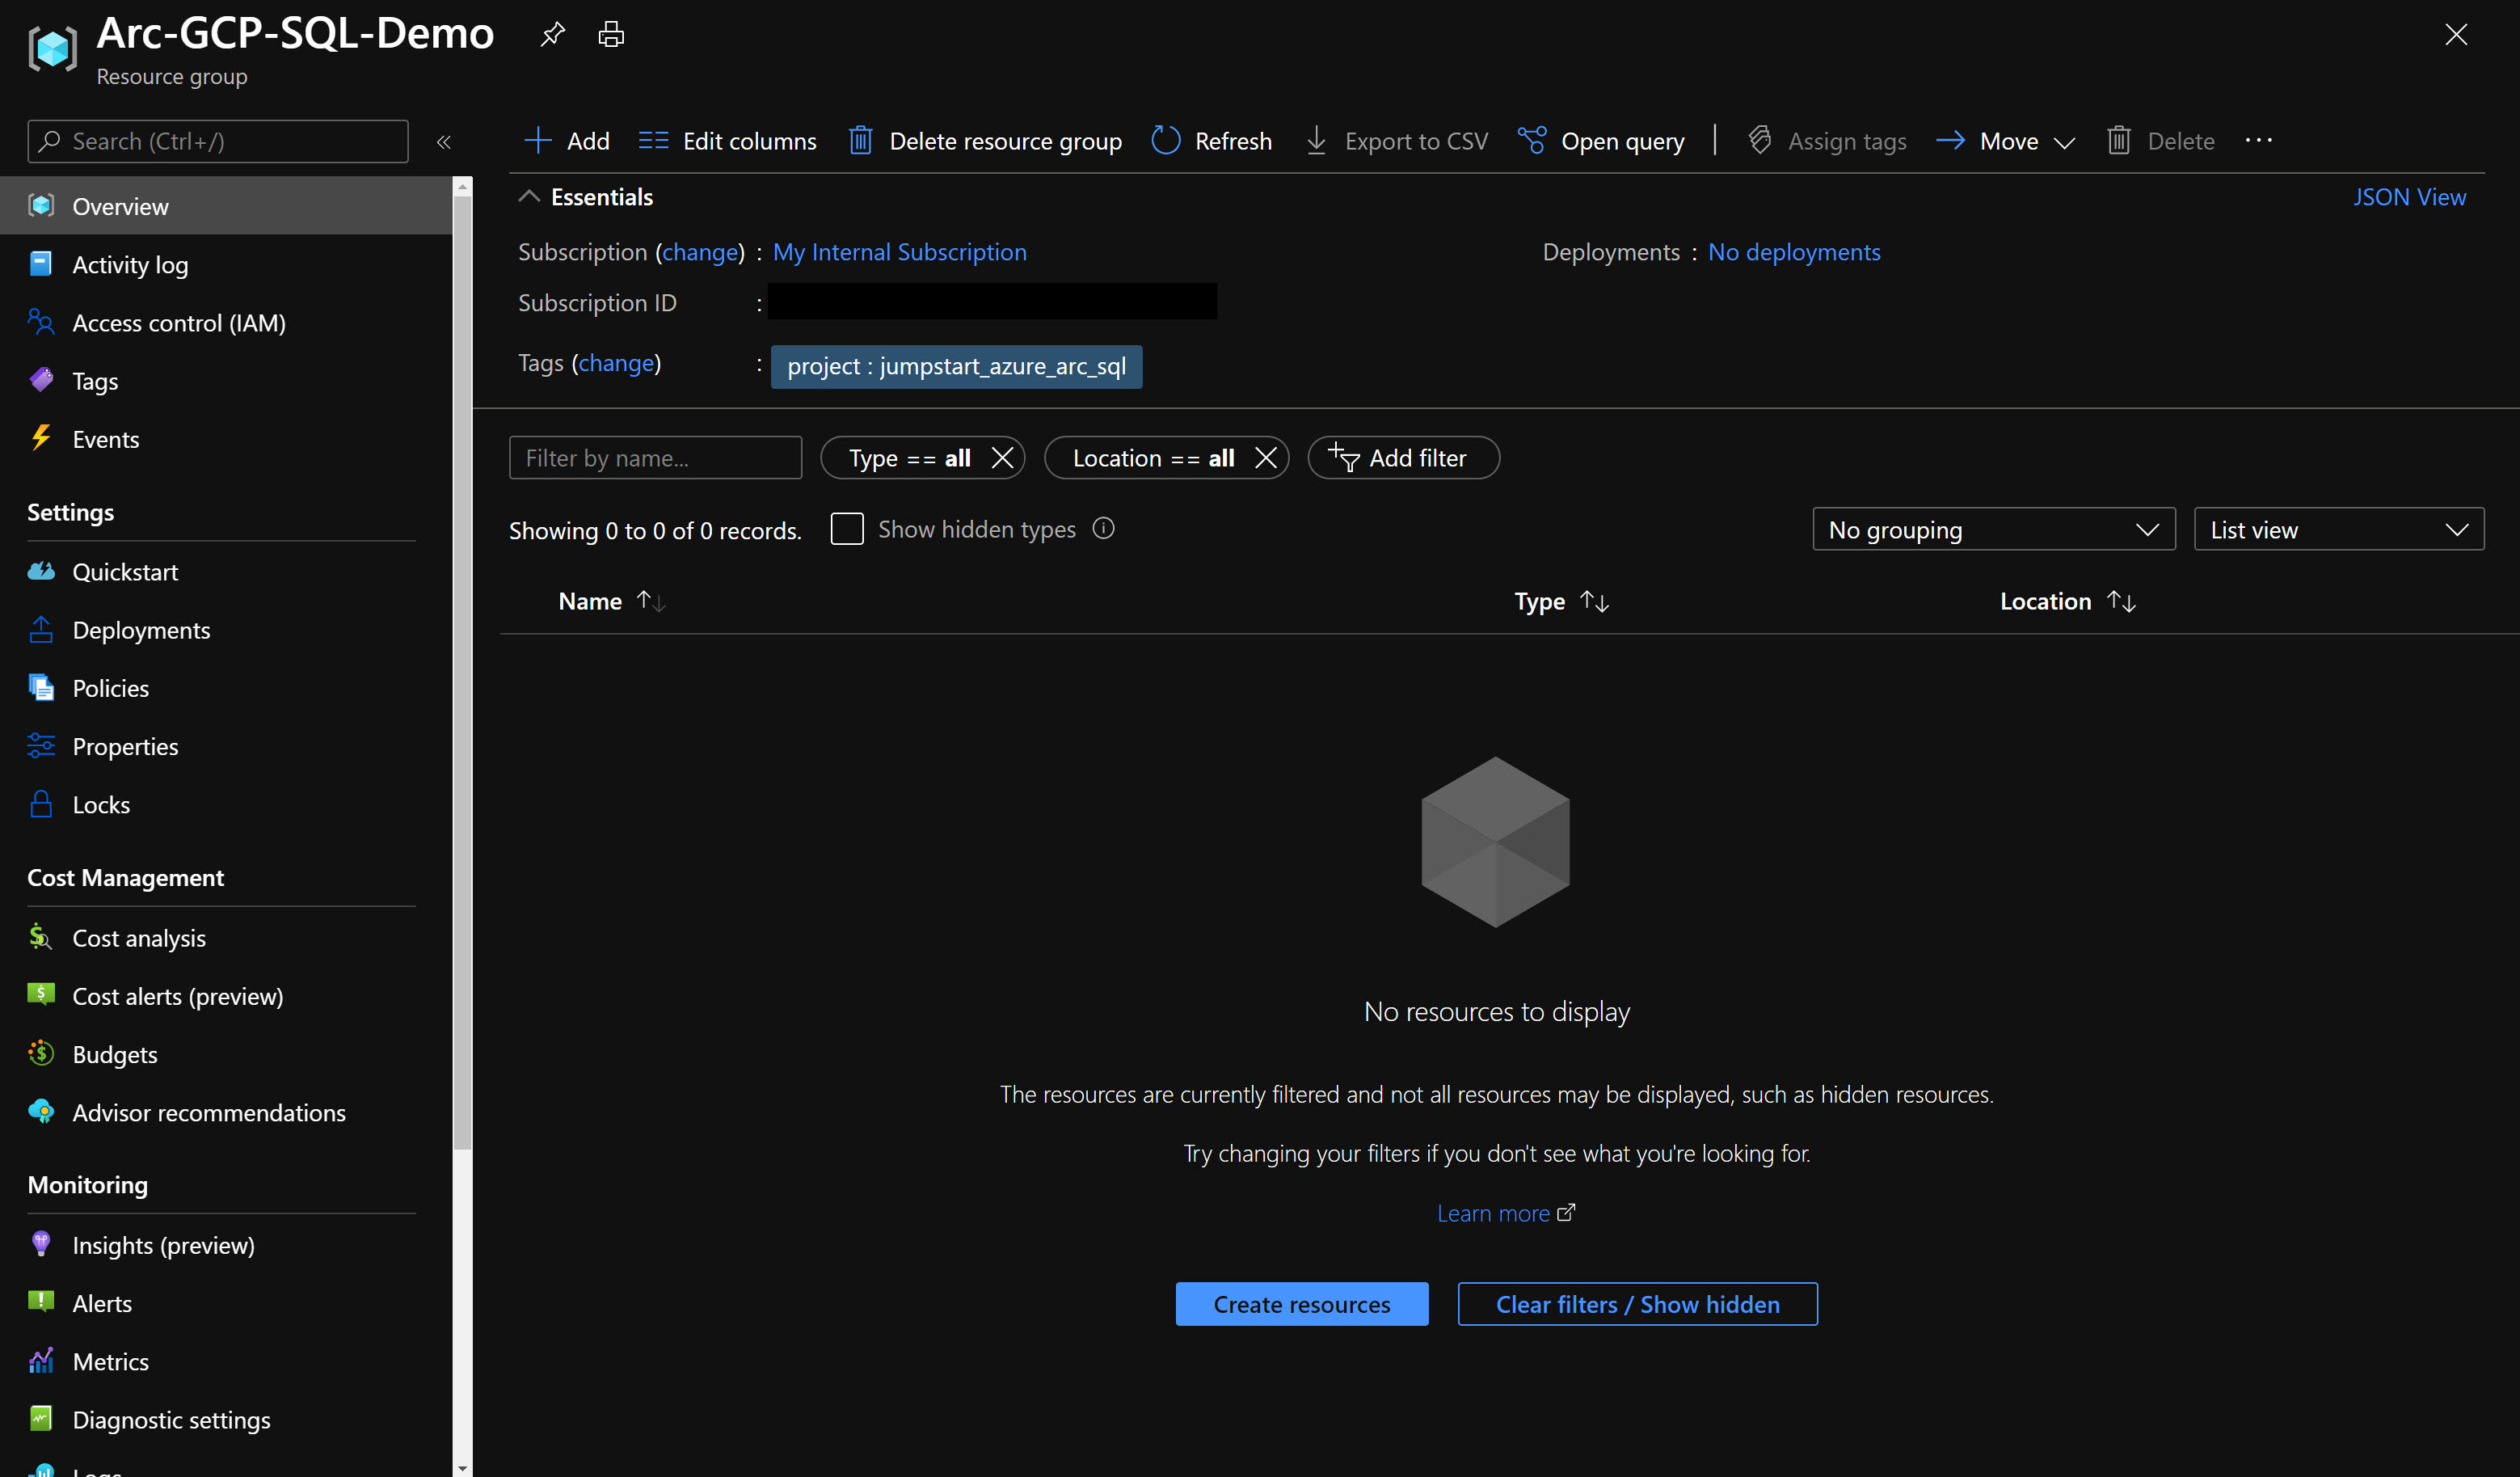 Arc-GCP-SQL-Demo
Resource group
Search (Ctrl+/)
«
Add
Edit columns
Delete resource group
Refresh
Export to CSV
Open query
Assign tags
Move
Delete
...
Overview
Activity log
Access control (IAM)
Tags
Events
Settings
Quickstart
Deployments
Policies
Properties
Locks
Cost Management
Cost analysis
Cost alerts (preview)
Budgets
Advisor recommendations
Monitoring
Insights (preview)
Alerts
Metrics
Diagnostic settings
Logs
Essentials
JSON View
Subscription (change) : My Internal Subscription
Deployments : No deployments
Subscription ID :
Tags (change) : project : jumpstart_azure_arc_sql
Filter by name...
Type == all
Location == all
Add filter
Showing 0 to 0 of 0 records.
Show hidden types
No grouping
List view
Name ↑↓
Type ↑↓
Location ↑↓
No resources to display
The resources are currently filtered and not all resources may be displayed, such as hidden resources.
Try changing your filters if you don't see what you're looking for.
Learn more
Create resources
Clear filters / Show hidden